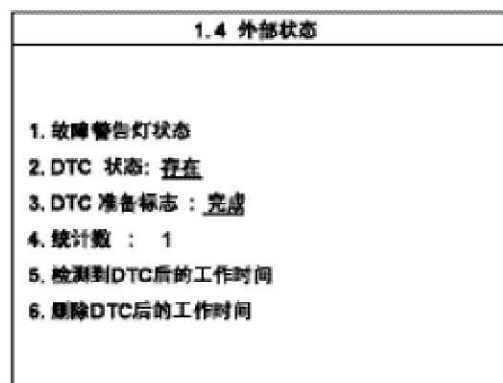 1.4 外部状态
1. 故障警告灯状态
2. DTC 状态: 存在
3. DTC 准备标志 : 完成
4. 统计数 : 1
5. 检测到DTC后的工作时间
6. 删除DTC后的工作时间